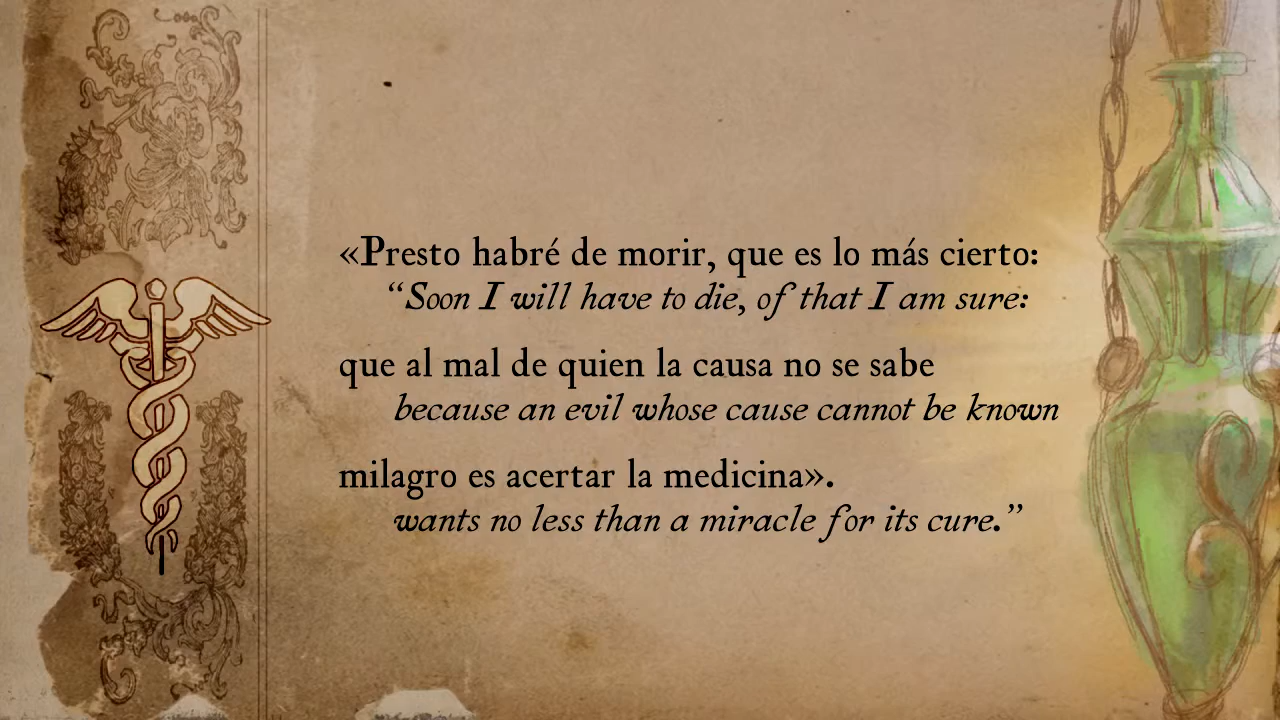 «Presto habré de morir, que es lo más cierto:
“Soon I will have to die, of that I am sure:
que al mal de quien la causa no se sabe
because an evil whose cause cannot be known
milagro es acertar la medicina».
wants no less than a miracle for its cure.”